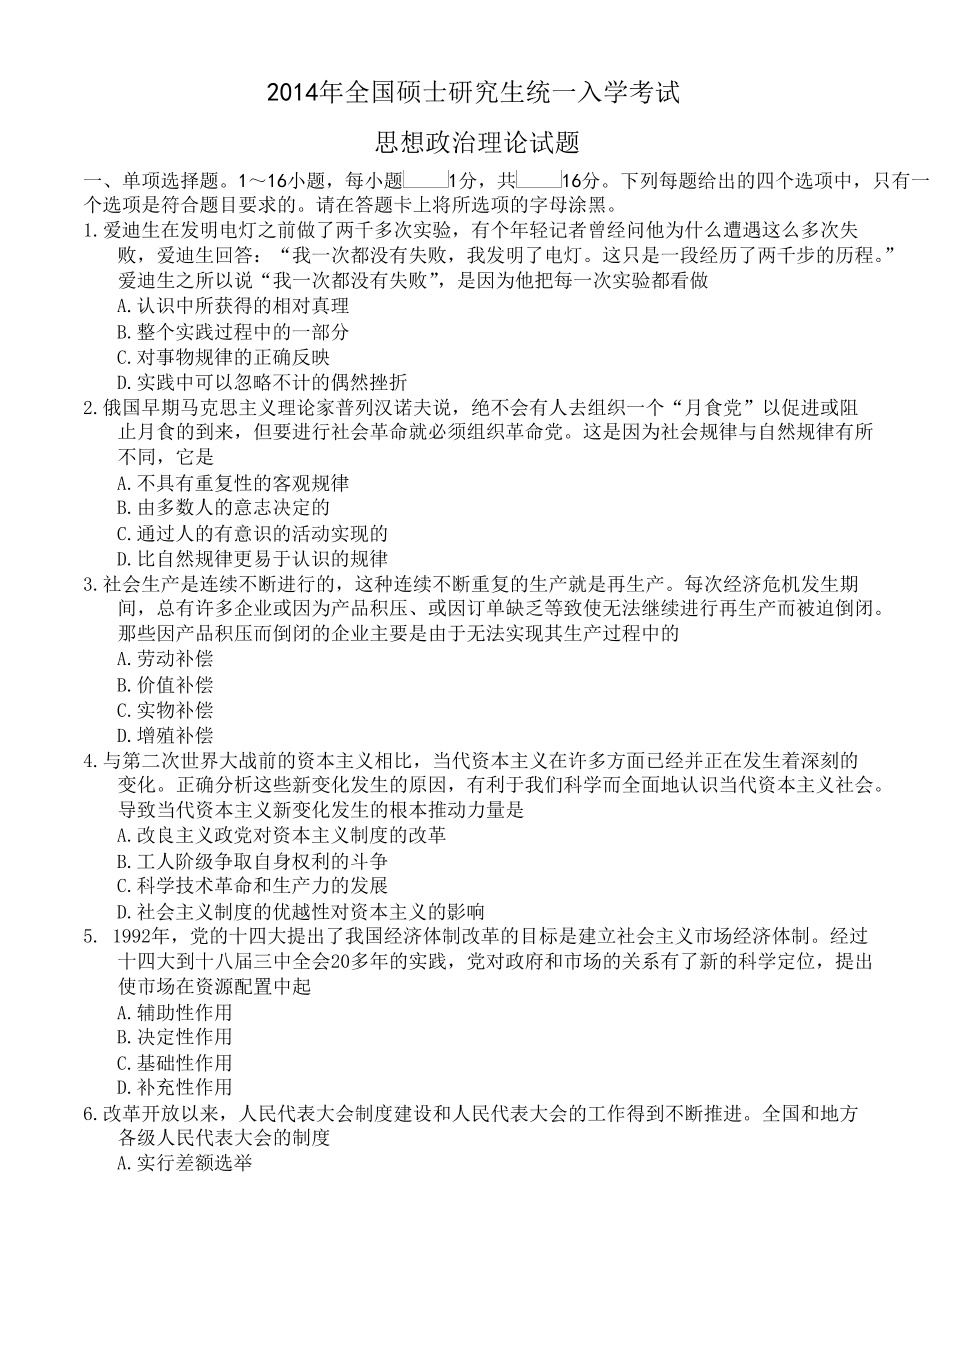 2014年全国硕士研究生统一入学考试
思想政治理论试题
一、单项选择题。1～16小题，每小题 1分，共 16分。下列每题给出的四个选项中，只有一
个选项是符合题目要求的。请在答题卡上将所选项的字母涂黑。
1.爱迪生在发明电灯之前做了两千多次实验，有个年轻记者曾经问他为什么遭遇这么多次失
败，爱迪生回答：“我一次都没有失败，我发明了电灯。这只是一段经历了两千步的历程。”
爱迪生之所以说“我一次都没有失败”，是因为他把每一次实验都看做
A.认识中所获得的相对真理
B.整个实践过程中的一部分
C.对事物规律的正确反映
D.实践中可以忽略不计的偶然挫折
2.俄国早期马克思主义理论家普列汉诺夫说，绝不会有人去组织一个“月食党”以促进或阻
止月食的到来，但要进行社会革命就必须组织革命党。这是因为社会规律与自然规律有所
不同，它是
A.不具有重复性的客观规律
B.由多数人的意志决定的
C.通过人的有意识的活动实现的
D.比自然规律更易于认识的规律
3.社会生产是连续不断进行的，这种连续不断重复的生产就是再生产。每次经济危机发生期
间，总有许多企业或因为产品积压、或因订单缺乏等致使无法继续进行再生产而被迫倒闭。
那些因产品积压而倒闭的企业主要是由于无法实现其生产过程中的
A.劳动补偿
B.价值补偿
C.实物补偿
D.增殖补偿
4.与第二次世界大战前的资本主义相比，当代资本主义在许多方面已经并正在发生着深刻的
变化。正确分析这些新变化发生的原因，有利于我们科学而全面地认识当代资本主义社会。
导致当代资本主义新变化发生的根本推动力量是
A.改良主义政党对资本主义制度的改革
B.工人阶级争取自身权利的斗争
C.科学技术革命和生产力的发展
D.社会主义制度的优越性对资本主义的影响
5. 1992年，党的十四大提出了我国经济体制改革的目标是建立社会主义市场经济体制。经过
十四大到十八届三中全会20多年的实践，党对政府和市场的关系有了新的科学定位，提出
使市场在资源配置中起
A.辅助性作用
B.决定性作用
C.基础性作用
D.补充性作用
6.改革开放以来，人民代表大会制度建设和人民代表大会的工作得到不断推进。全国和地方
各级人民代表大会的制度
A.实行差额选举